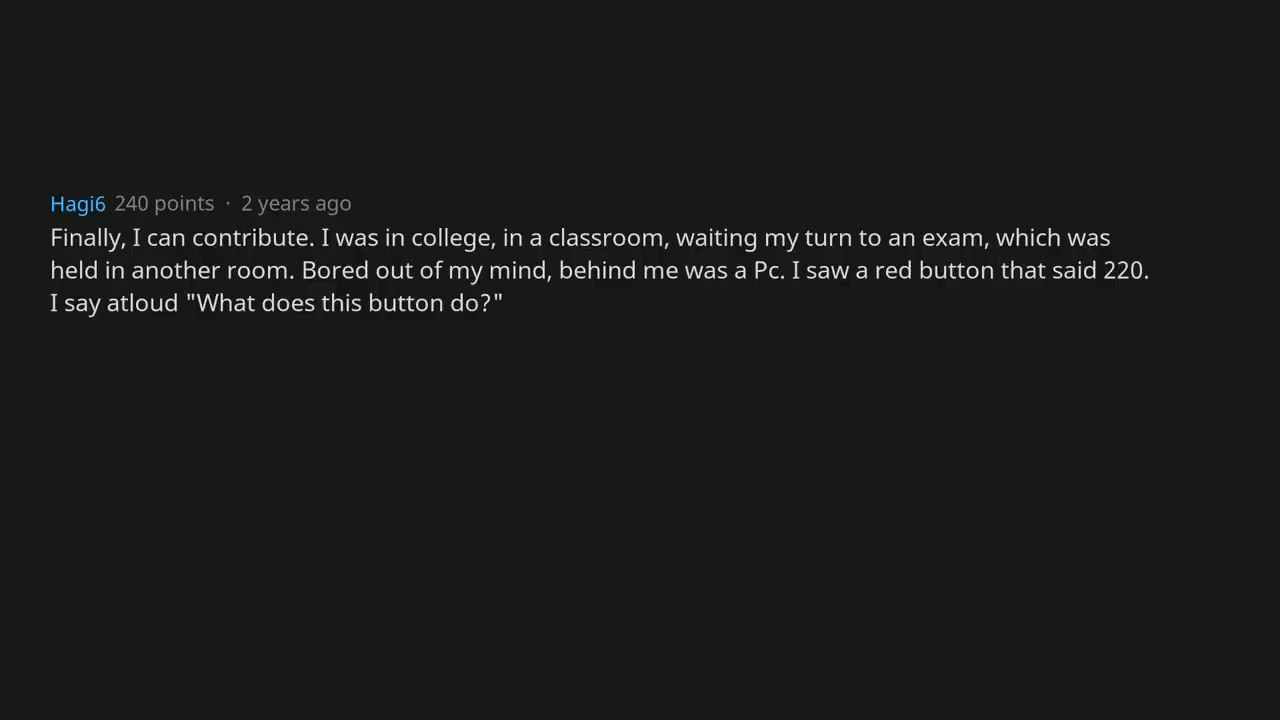 Hagi6 240 points · 2 years ago
Finally, I can contribute. I was in college, in a classroom, waiting my turn to an exam, which was
held in another room. Bored out of my mind, behind me was a Pc. I saw a red button that said 220.
I say atloud "What does this button do?"